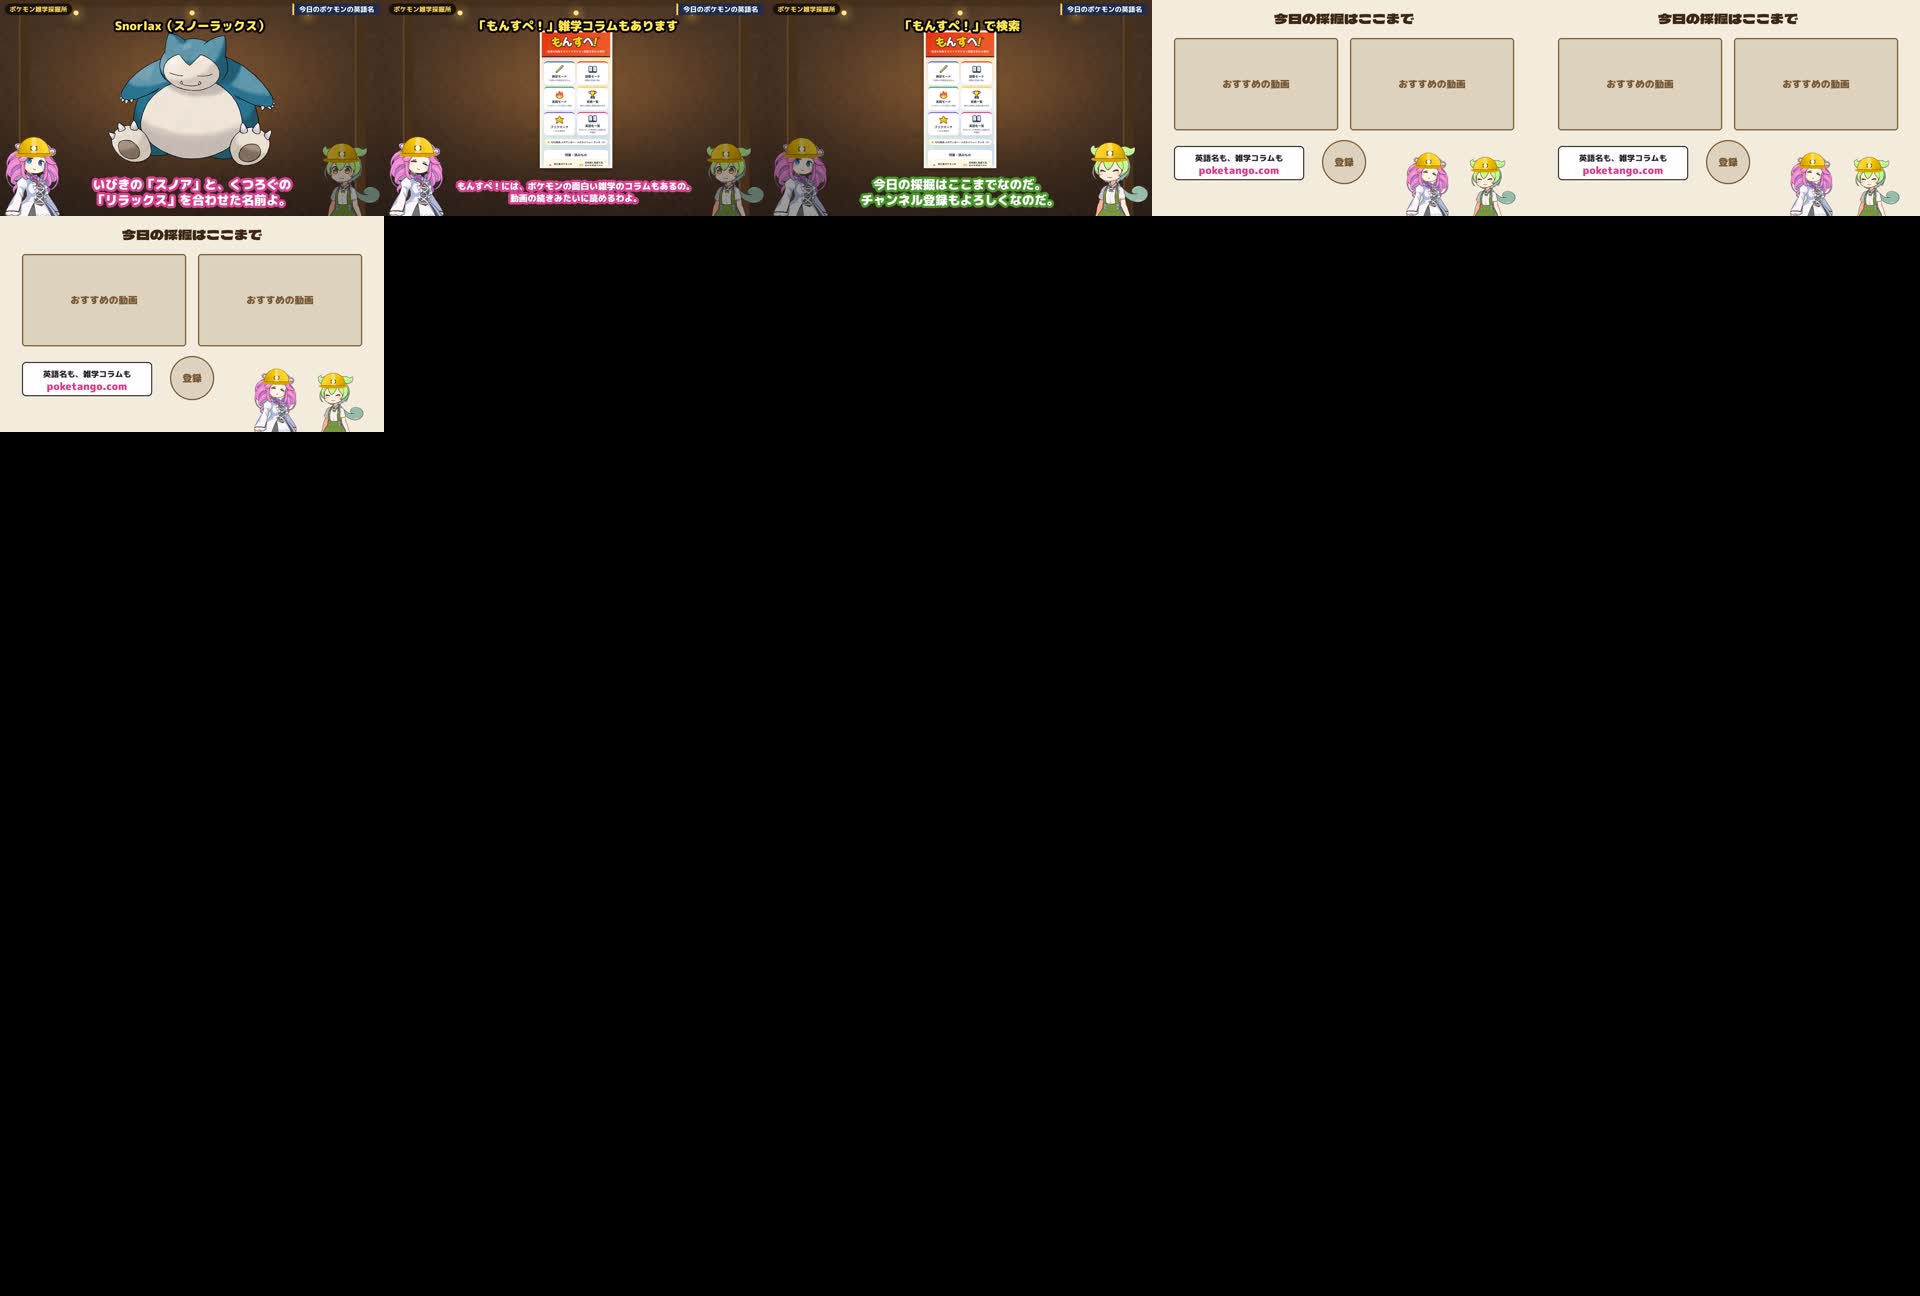 ポケモン雑学採掘所
今日のポケモンの英語名
Snorlax（スノーラックス）
いびきの「スノア」と、くつろぐの
「リラックス」を合わせた名前よ。
ポケモン雑学採掘所
今日のポケモンの英語名
「もんすぺ！」雑学コラムもあります
もんすぺ!
もんすぺ！には、ポケモンの面白い雑学のコラムもあるの。
動画の続きみたいに読めるわよ。
ポケモン雑学採掘所
今日のポケモンの英語名
「もんすぺ！」で検索
もんすぺ!
今日の採掘はここまでなのだ。
チャンネル登録もよろしくなのだ。
今日の採掘はここまで
おすすめの動画
おすすめの動画
英語名も、雑学コラムも
poketango.com
登録
今日の採掘はここまで
おすすめの動画
おすすめの動画
英語名も、雑学コラムも
poketango.com
登録
今日の採掘はここまで
おすすめの動画
おすすめの動画
英語名も、雑学コラムも
poketango.com
登録